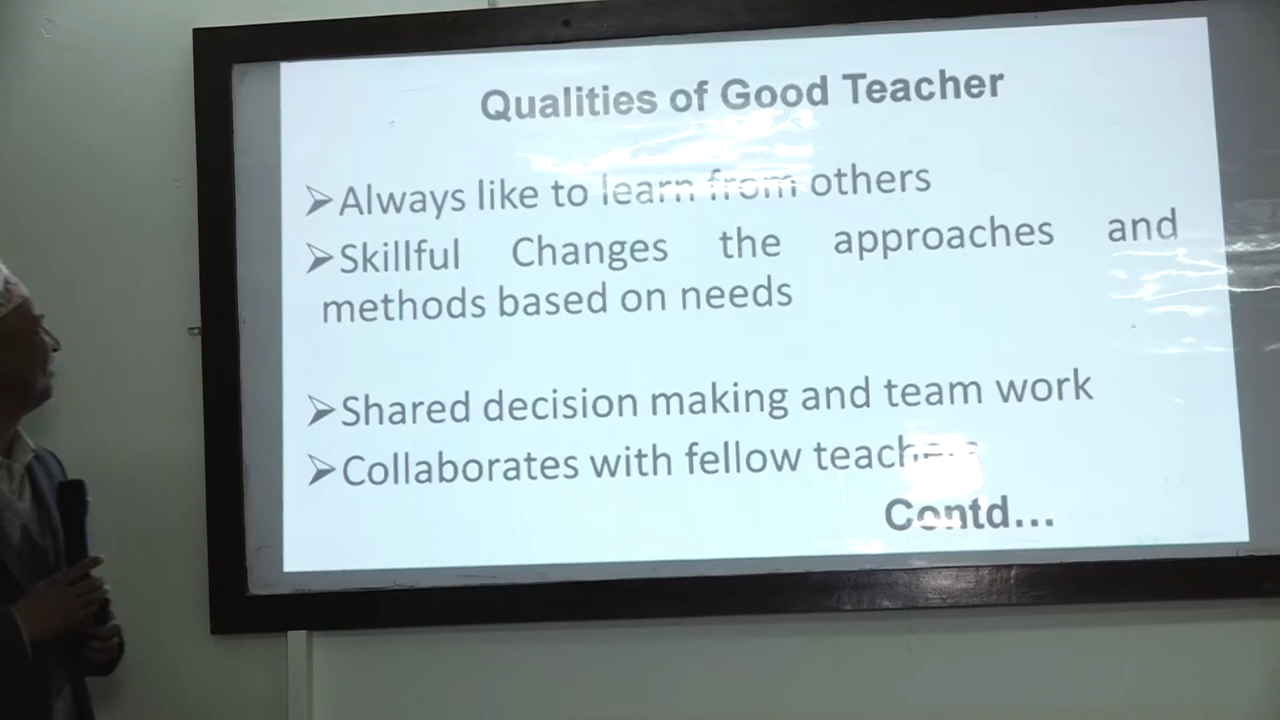 Qualities of Good Teacher
➢Always like to learn from others
➢Skillful Changes the approaches and
methods based on needs
➢Shared decision making and team work
➢Collaborates with fellow teachers
Contd...